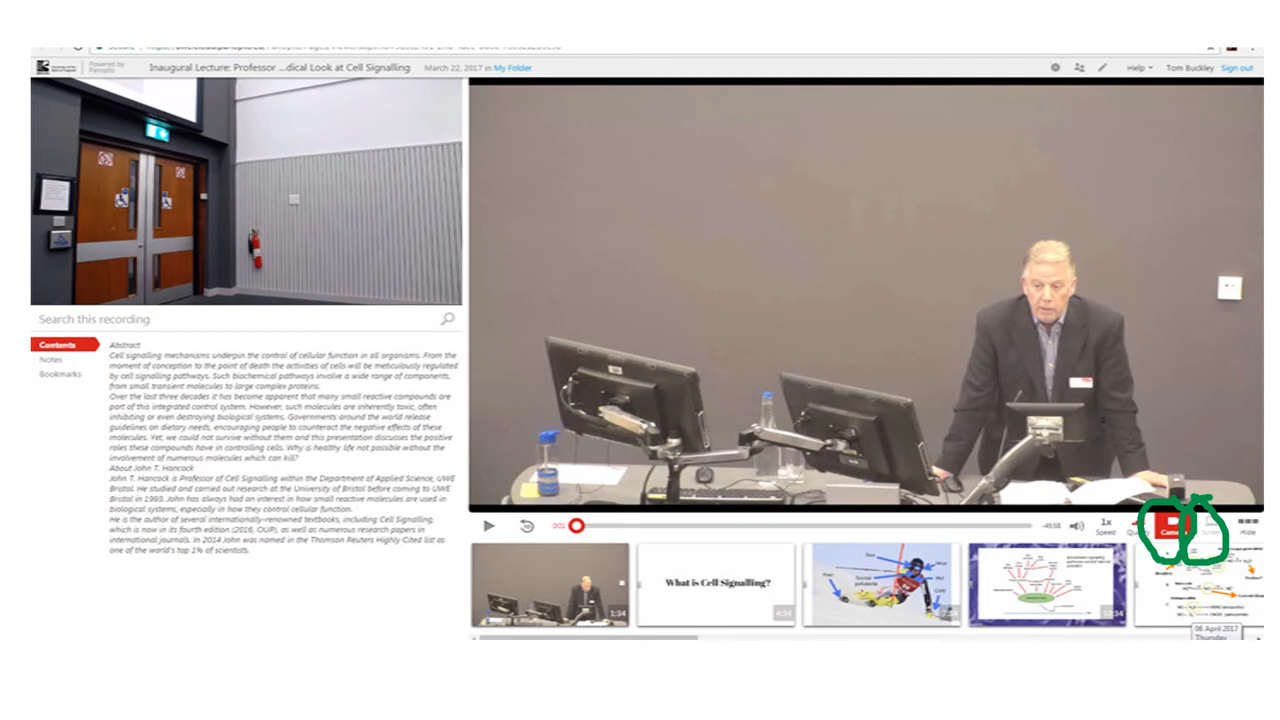 Powered by
Panopto
Inaugural Lecture: Professor ...dical Look at Cell Signalling
March 22, 2017 in My Folder
Help
Tom Buckley
Sign out
Search this recording
Contents
Notes
Bookmarks
Abstract
Cell signalling mechanisms underpin the control of cellular function in all organisms. From the
moment of conception to the point of death the activities of cells will be meticulously regulated
by cell signalling pathways. Such biochemical pathways involve a wide range of components,
from small transient molecules to large complex proteins.
Over the last three decades it has become apparent that many small reactive compounds are
part of this integrated control system. However, such molecules are inherently toxic, often
inhibiting or even destroying biological systems. Governments around the world release
guidelines on dietary needs, encouraging people to counteract the negative effects of these
molecules. Yet, we could not survive without them and this presentation discusses the positive
roles these compounds have in controlling cells. Why is healthy life not possible without the
involvement of numerous molecules which can kill?
About John T. Hancock
John T. Hancock is Professor of Cell Signalling within the Department of Applied Science, UWE
Bristol. He studied and carried out research at the University of Bristol before coming to UWE
Bristol in 1993. John has always had an interest in how small reactive molecules are used in
biological systems, especially in how they control cellular function.
He is the author of several internationally-renowned textbooks, including Cell Signalling,
which is now in its fourth edition (2016, OUP), as well as numerous research papers in
international journals. In 2014 John was named in the Thomson Reuters Highly Cited list as
one of the world's top 1% of scientists.
0:01
-49:58
1x
Speed
Hide
1:34
What is Cell Signalling?
4:34
7:34
10:34
06 April 2017
Thursday